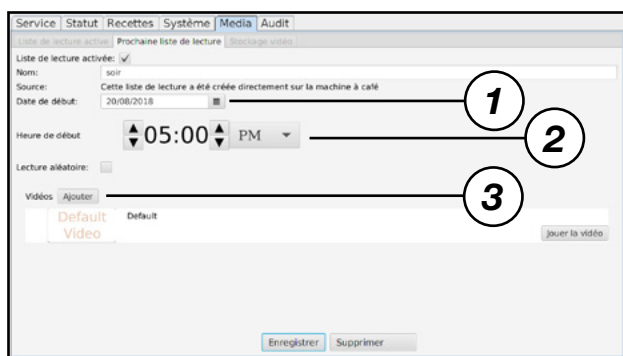 Service Statut Recettes Système Media Audit
Liste de lecture active Prochaine liste de lecture Stockage vidéo
Liste de lecture activée:
Nom: soir
Source: Cette liste de lecture a été créée directement sur la machine à café
Date de début: 20/08/2018
1
Heure de début 05:00 PM
2
Lecture aléatoire:
Vidéos Ajouter
3
Default Video
Default
Jouer la vidéo
Enregistrer Supprimer